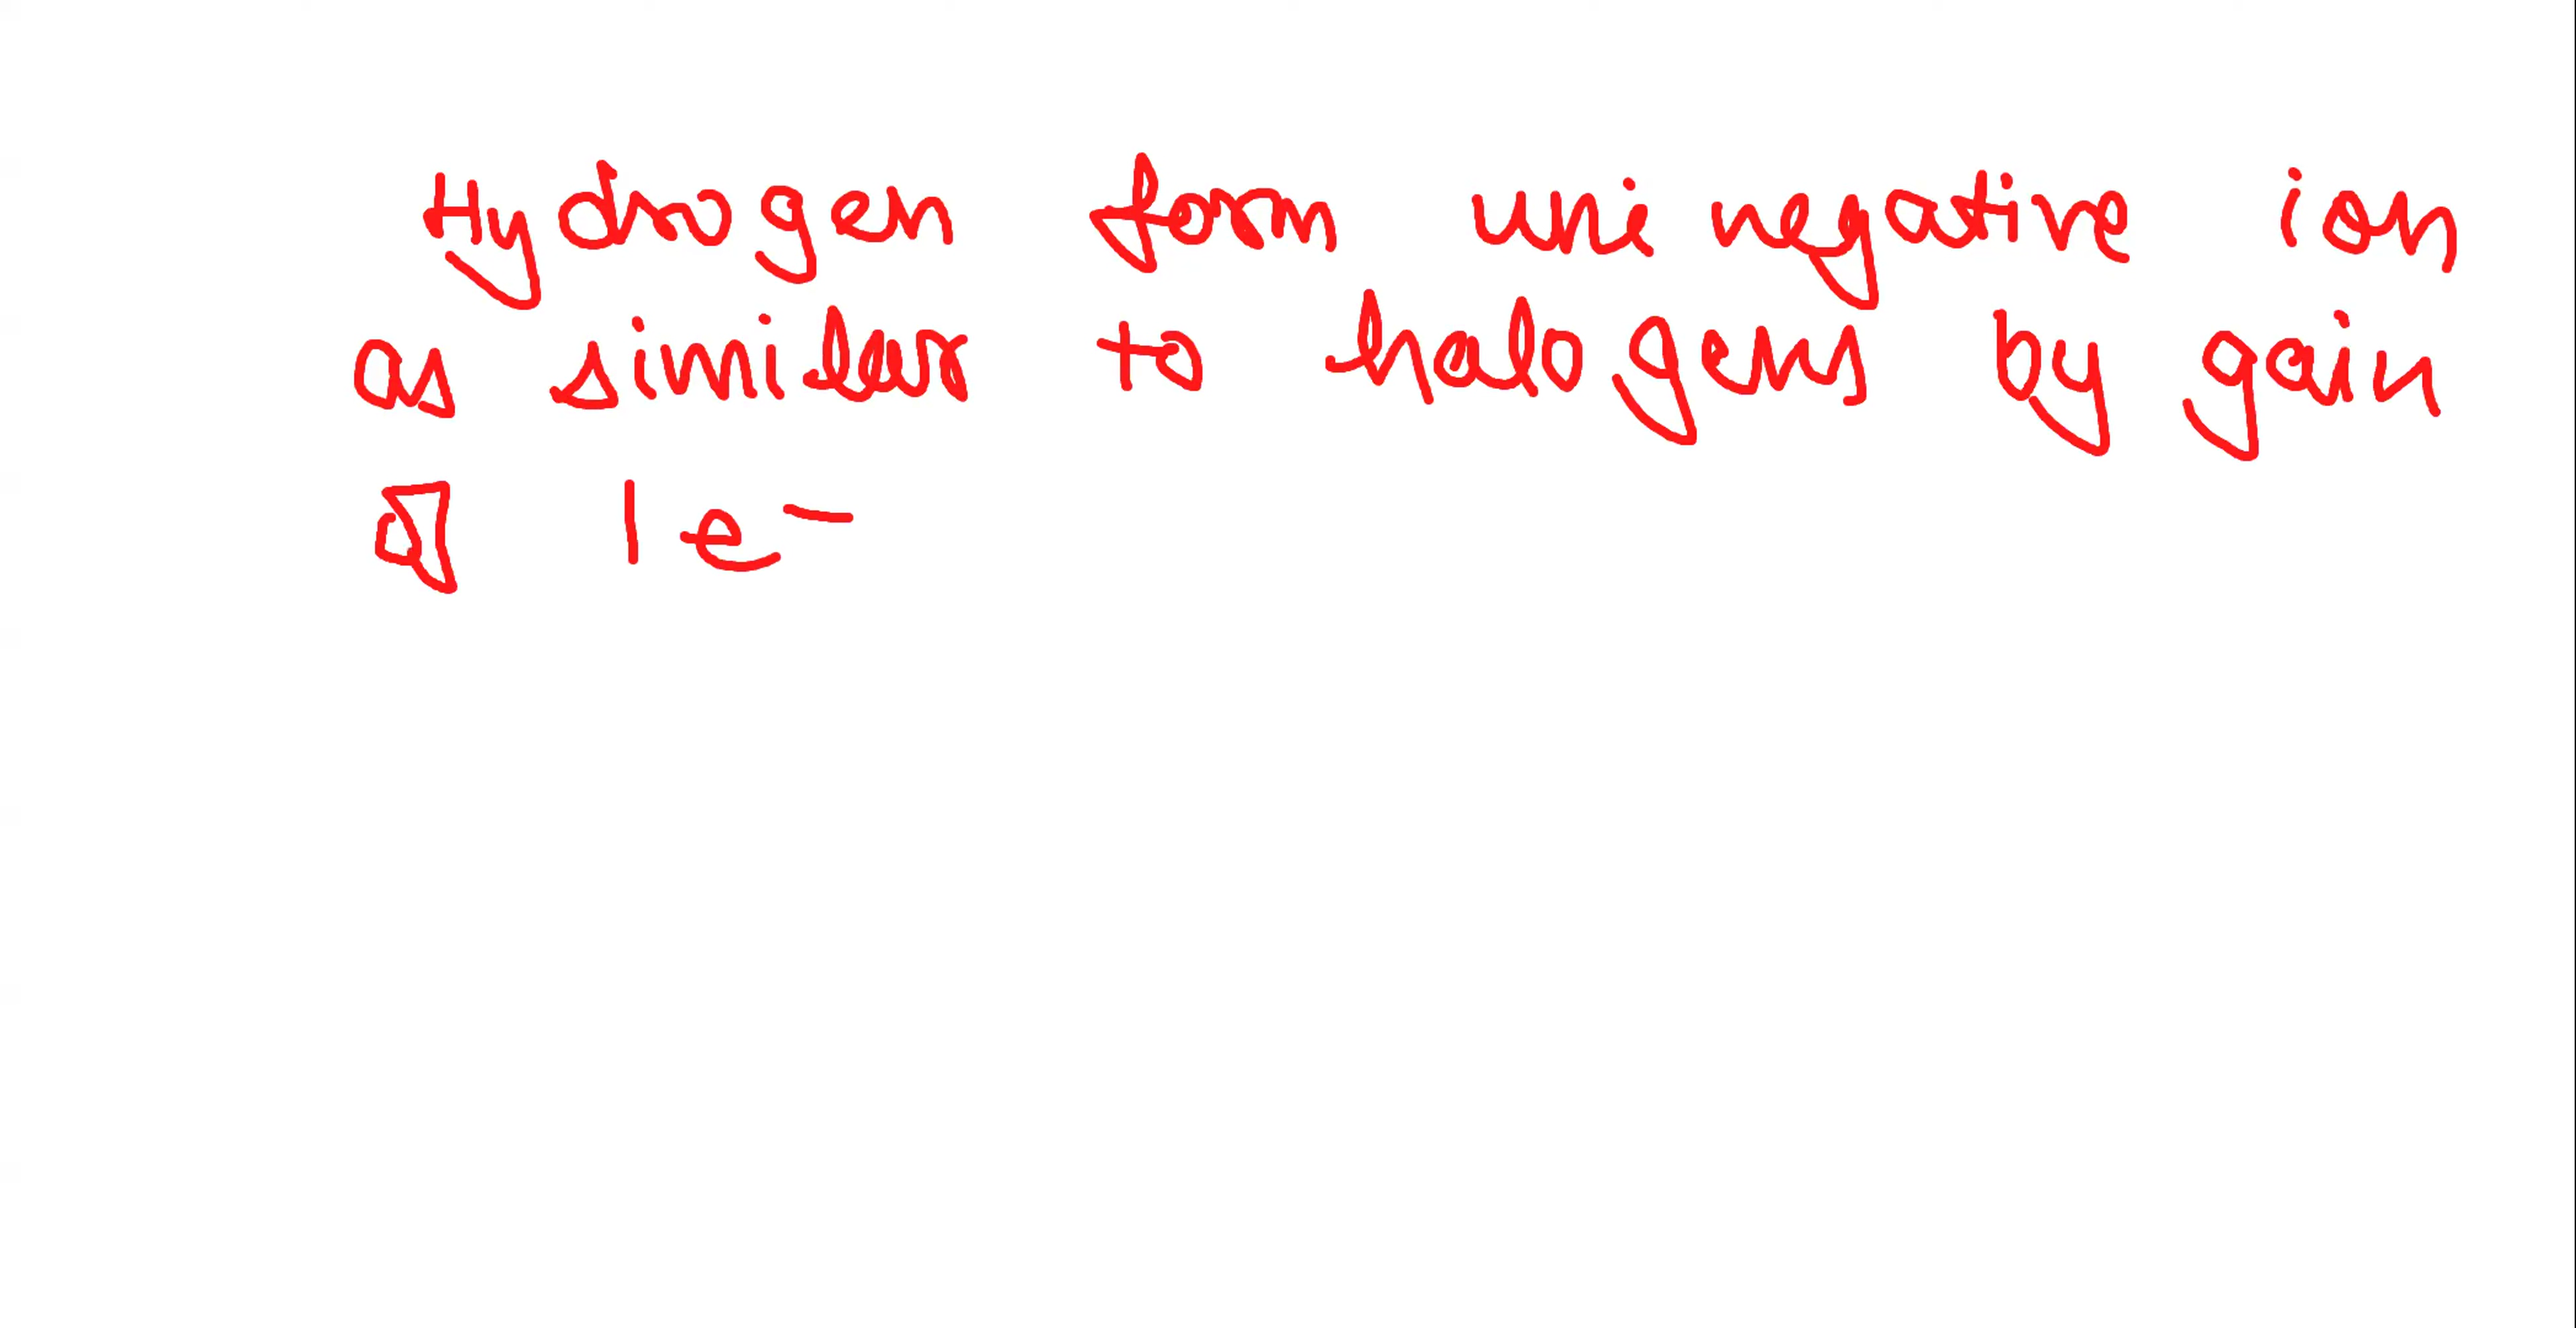 Hydrogen form uninegative ion
as similar to halogens by gain
of 1e⁻